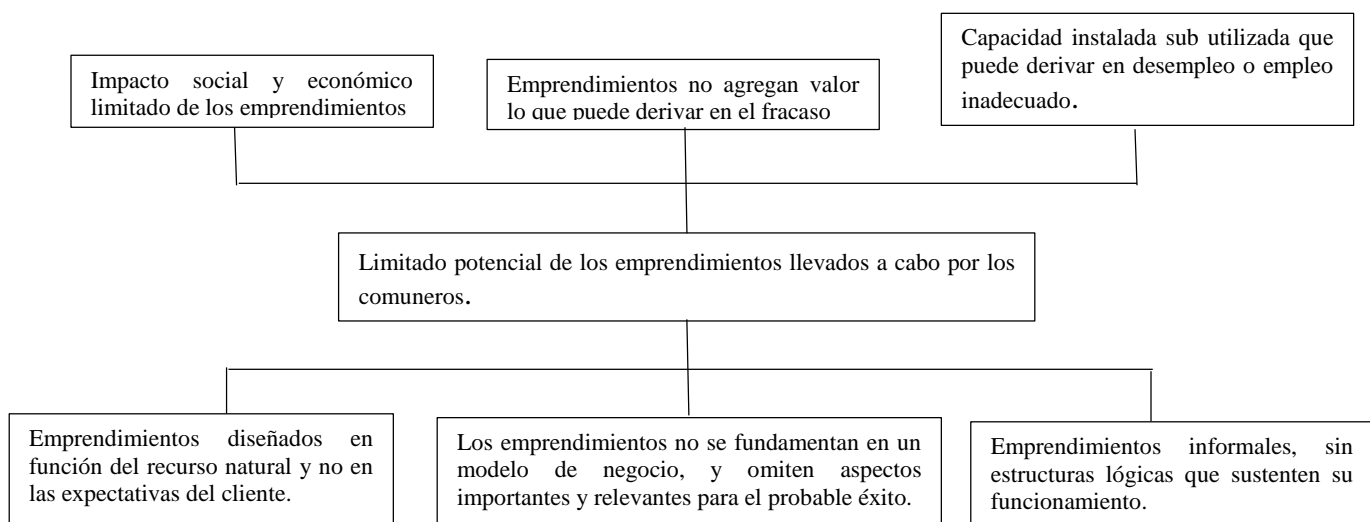 Impacto social y económico
limitado de los emprendimientos
Emprendimientos no agregan valor
lo que puede derivar en el fracaso
Capacidad instalada sub utilizada que
puede derivar en desempleo o empleo
inadecuado.
Limitado potencial de los emprendimientos llevados a cabo por los
comuneros.
Emprendimientos diseñados en
función del recurso natural y no en
las expectativas del cliente.
Los emprendimientos no se fundamentan en un
modelo de negocio, y omiten aspectos
importantes y relevantes para el probable éxito.
Emprendimientos informales, sin
estructuras lógicas que sustenten su
funcionamiento.